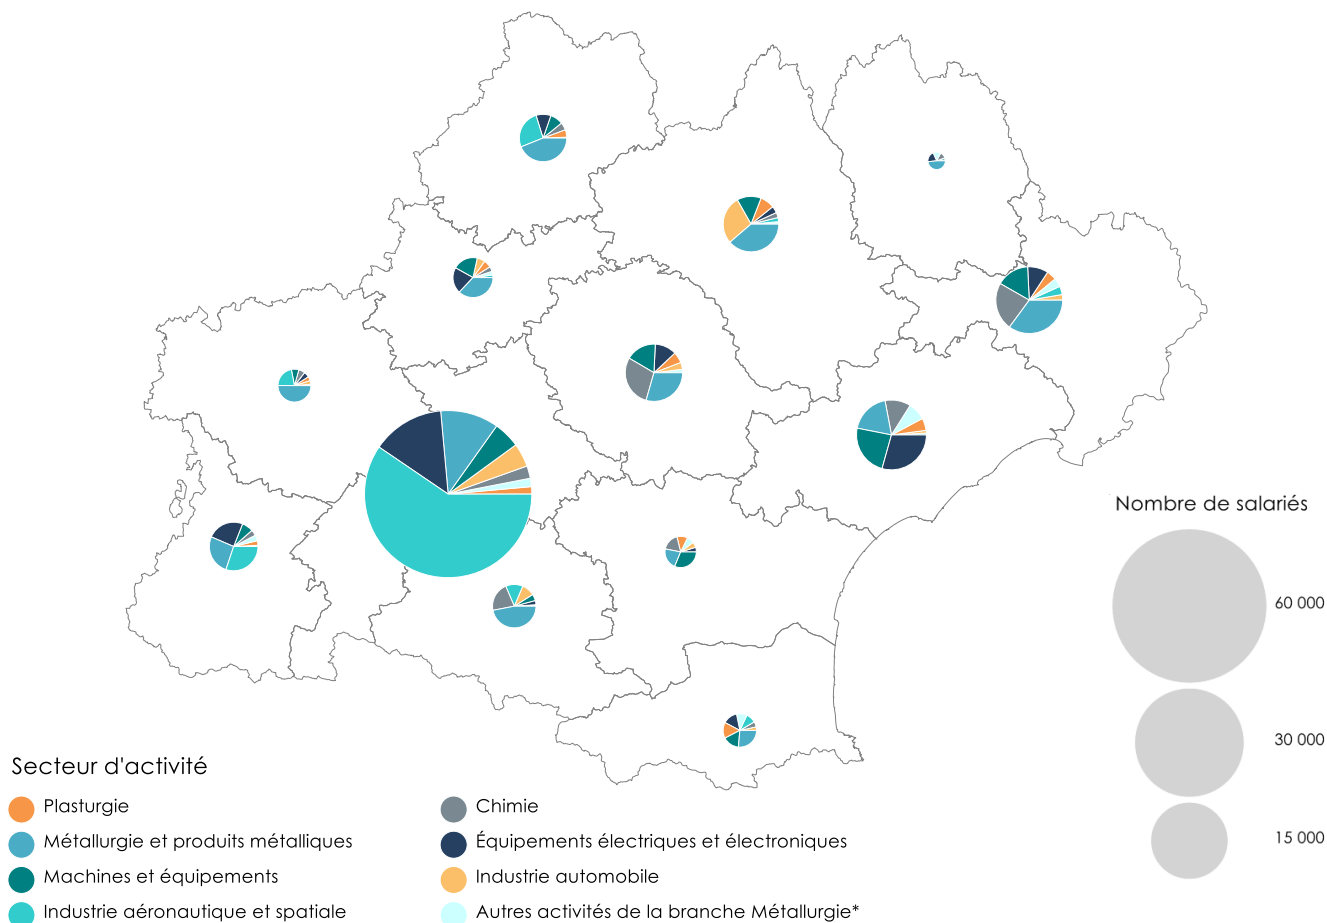 Nombre de salariés
60 000
30 000
15 000
Secteur d'activité
Plasturgie
Métallurgie et produits métalliques
Machines et équipements
Industrie aéronautique et spatiale
Chimie
Équipements électriques et électroniques
Industrie automobile
Autres activités de la branche Métallurgie*